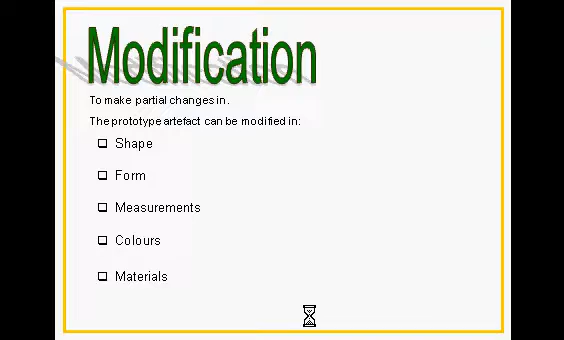 Modification
To make partial changes in.
The prototype artefact can be modified in:
Shape
Form
Measurements
Colours
Materials